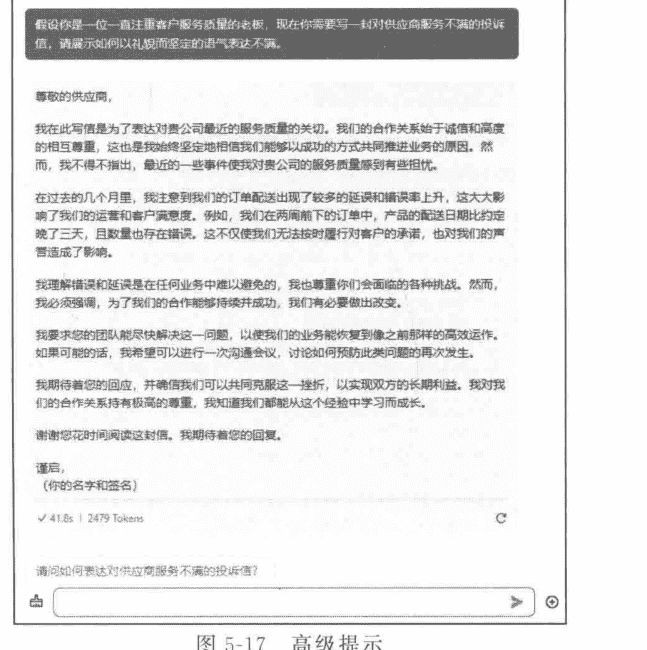 假设你是一位一直注重客户服务质量的老板，现在你需要写一封对供应商服务不满的投诉
信，请展示如何以礼貌而坚定的语气表达不满。
尊敬的供应商，
我在此写信是为了表达对贵公司最近的服务质量的关切。我们的合作关系始于诚信和高度
的相互尊重，这也是我始终坚定地相信我们能够以成功的方式共同推进业务的原因。然
而，我不得不指出，最近的一些事件使我对贵公司的服务质量感到有些担忧。
在过去的几个月里，我注意到我们的订单配送出现了较多的延误和错误率上升，这大大影
响了我们的运营和客户满意度。例如，我们在两周前下的订单中，产品的配送日期比约定
晚了三天，且数量也存在错误。这不仅使我们无法按时履行对客户的承诺，也对我们的声
誉造成了影响。
我理解错误和延误是在任何业务中难以避免的，我也尊重你们会面临的各种挑战。然而，
我必须强调，为了我们的合作能够持续并成功，我们有必要做出改变。
我要求您的团队能尽快解决这一问题，以使我们的业务能恢复到像之前那样的高效运作。
如果可能的话，我希望可以进行一次沟通会议，讨论如何预防此类问题的再次发生。
我期待着您的回应，并确信我们可以共同克服这一挫折，以实现双方的长期利益。我对我
们的合作关系持有极高的尊重，我知道我们都能从这个经验中学习而成长。
谢谢您花时间阅读这封信。我期待着您的回复。
谨启，
（你的名字和签名）
✓ 41.8s | 2479 Tokens
请问如何表达对供应商服务不满的投诉信？
图 5-17 高级提示